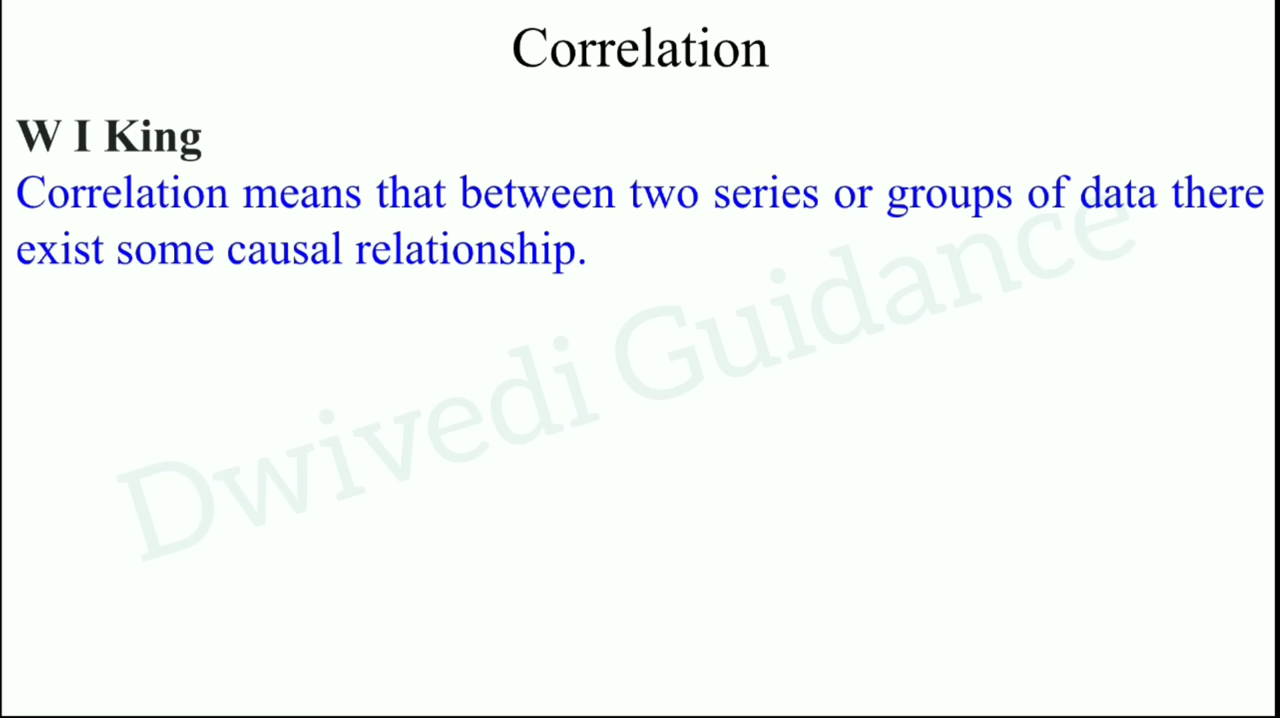 Correlation
W I King
Correlation means that between two series or groups of data there
exist some causal relationship.
Dwivedi Guidance